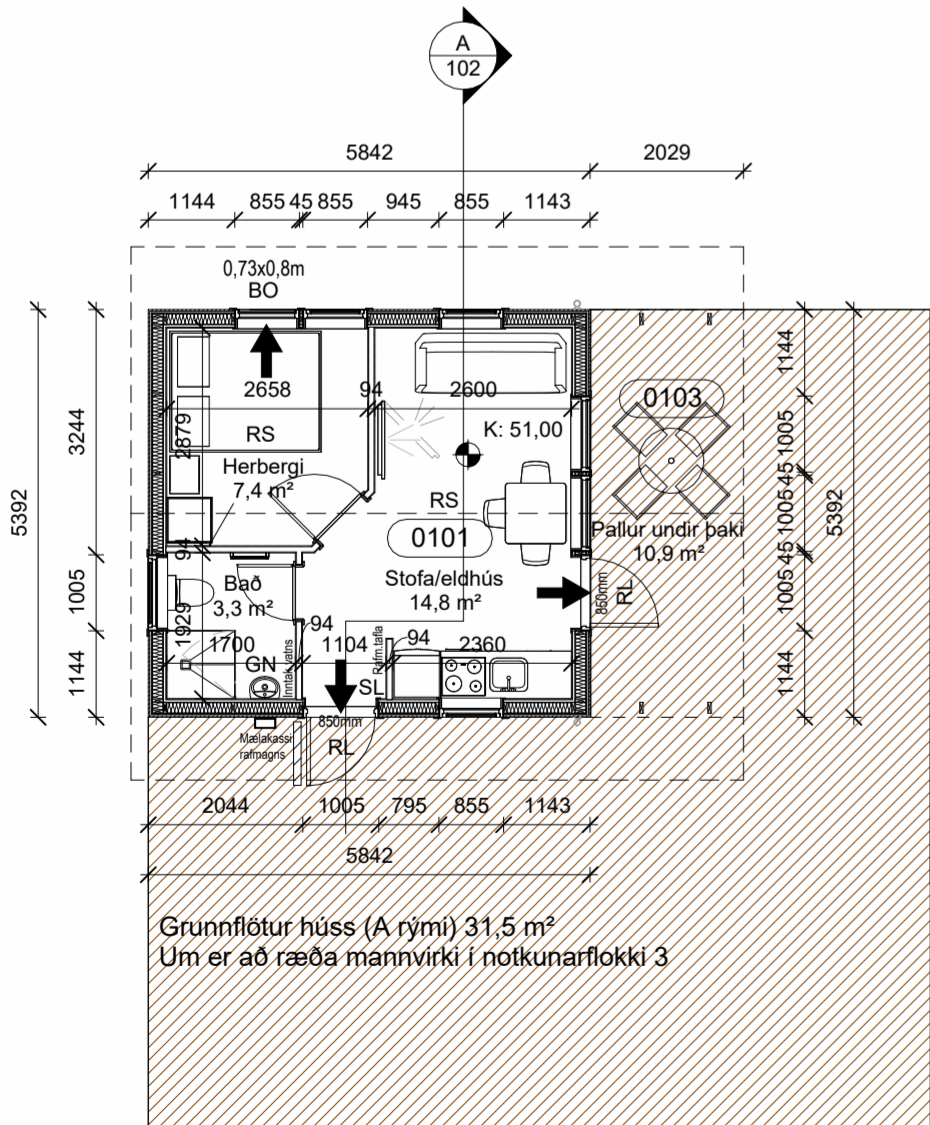 A
102
5842
2029
1144
855
45
855
945
855
1143
0,73x0,8m
BO
2658
94
2600
2879
RS
K: 51,00
Herbergi
7,4 m²
RS
0101
Stofa/eldhús
14,8 m²
0103
Pallur undir þaki
10,9 m²
5392
3244
1005
1144
94
Bað
3,3 m²
1929
1700
94
1104
94
2360
GN
Inntak vatns
Rafm.tafla
SL
850mm
RL
850mm
RL
Mælakassi
rafmagns
1144
1005
45
1005
45
1005
1144
5392
2044
1005
795
855
1143
5842
Grunnflötur húss (A rými) 31,5 m²
Um er að ræða mannvirki í notkunarflokki 3